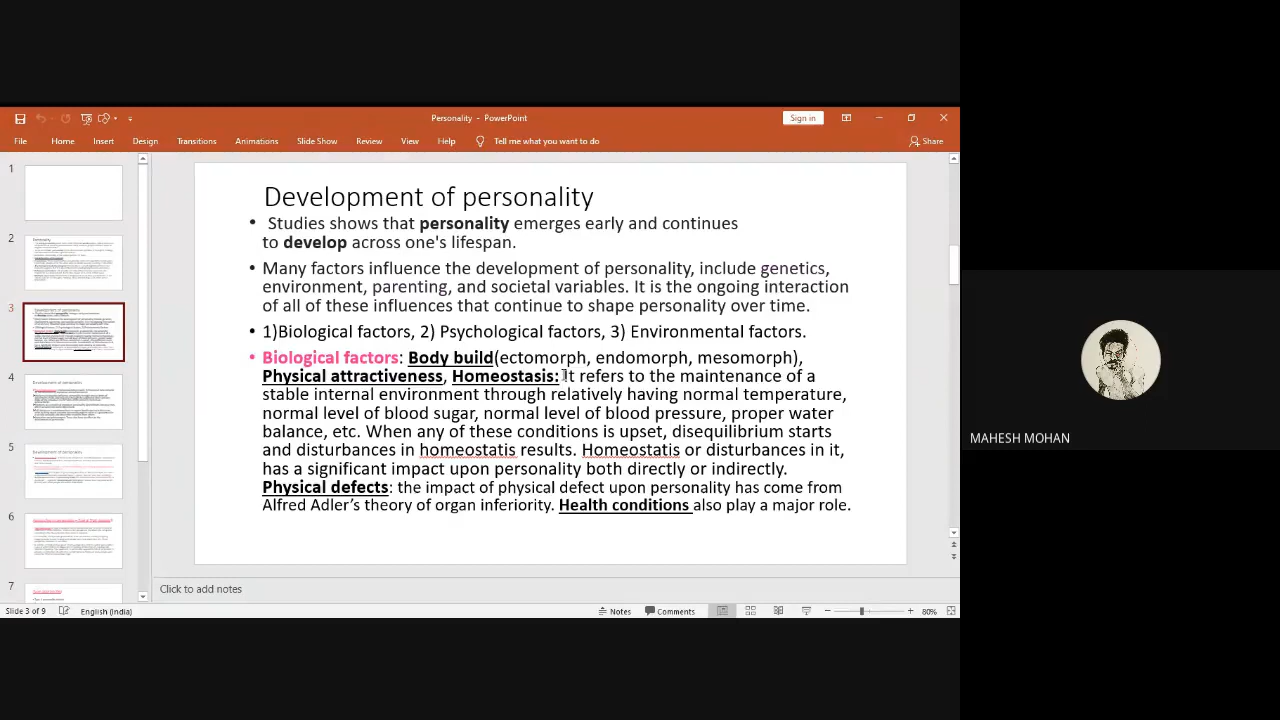 Personality - PowerPoint
Sign in
File Home Insert Design Transitions Animations Slide Show Review View Help Tell me what you want to do Share
1
2
3
4
5
6
7
Development of personality
• Studies shows that personality emerges early and continues
to develop across one's lifespan.
• Many factors influence the development of personality, include genetics,
environment, parenting, and societal variables. It is the ongoing interaction
of all of these influences that continue to shape personality over time.
• 1)Biological factors, 2) Psychological factors, 3) Environmental factors
• Biological factors: Body build(ectomorph, endomorph, mesomorph),
Physical attractiveness, Homeostasis: It refers to the maintenance of a
stable internal environment through relatively having normal temperature,
normal level of blood sugar, normal level of blood pressure, proper water
balance, etc. When any of these conditions is upset, disequilibrium starts
and disturbances in homeostatis results. Homeostatis or disturbances in it,
has a significant impact upon personality both directly or indirectly.
Physical defects: the impact of physical defect upon personality has come from
Alfred Adler's theory of organ inferiority. Health conditions also play a major role.
Click to add notes
Slide 3 of 9 English (India) Notes Comments 80%
MAHESH MOHAN